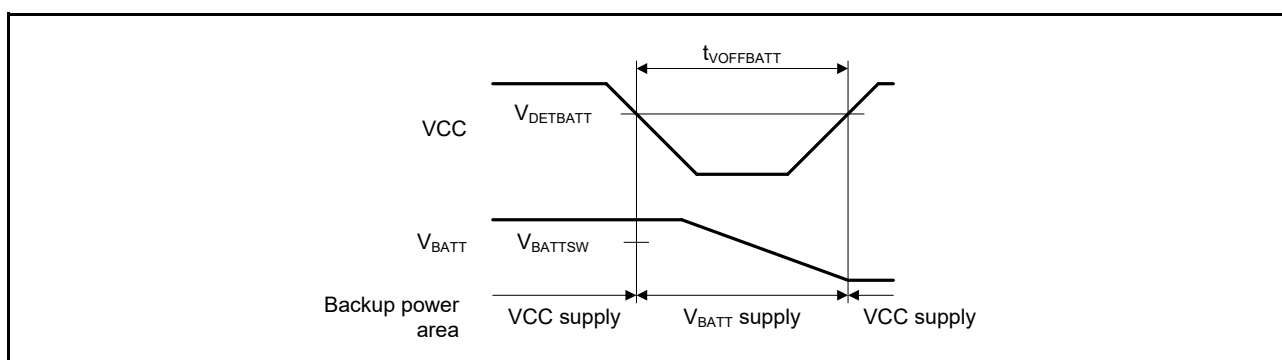 tVOFFBATT
VDETBATT
VCC
VBATT
VBATTSW
Backup power
area
VCC supply
VBATT supply
VCC supply